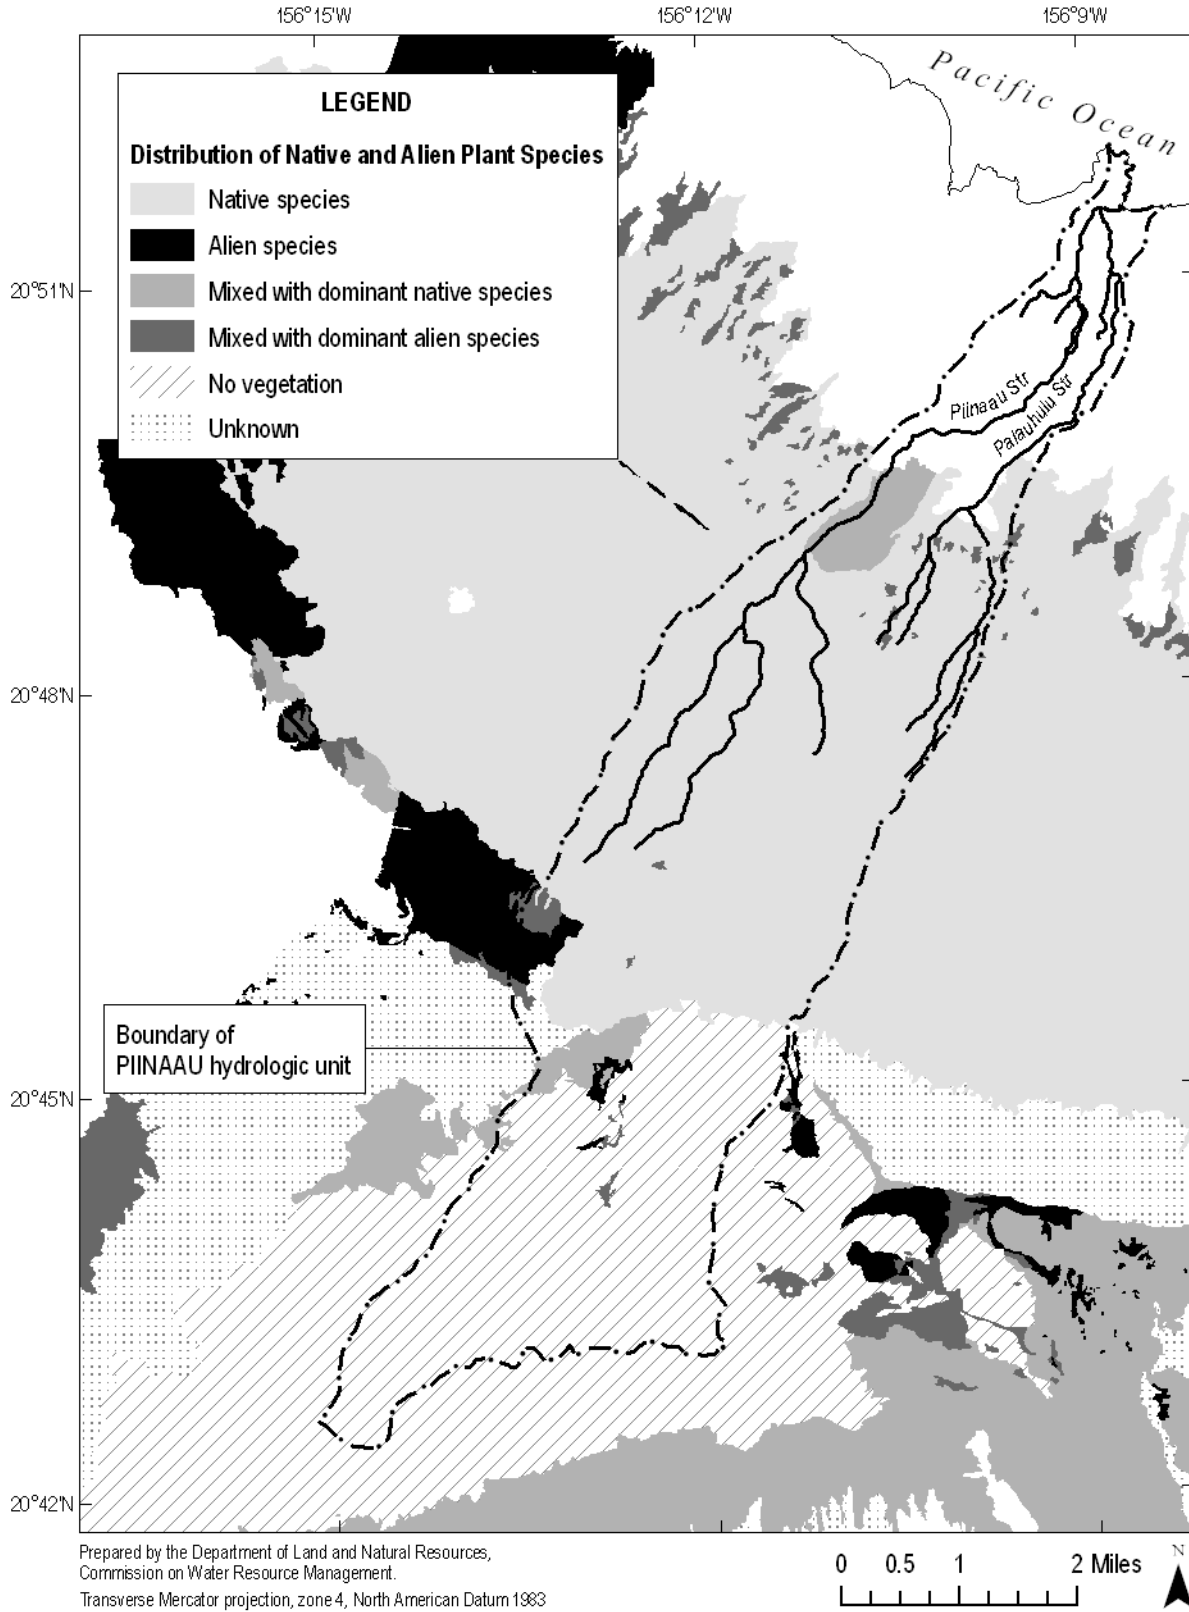 156°15'W 156°12'W 156°9'W
Pacific Ocean
LEGEND
Distribution of Native and Alien Plant Species
Native species
Alien species
Mixed with dominant native species
Mixed with dominant alien species
No vegetation
Unknown
20°51'N
Piinaau Str
Palauhulu Str
20°48'N
Boundary of
PIINAAU hydrologic unit
20°45'N
20°42'N
Prepared by the Department of Land and Natural Resources,
Commission on Water Resource Management.
Transverse Mercator projection, zone 4, North American Datum 1983
0 0.5 1 2 Miles
N